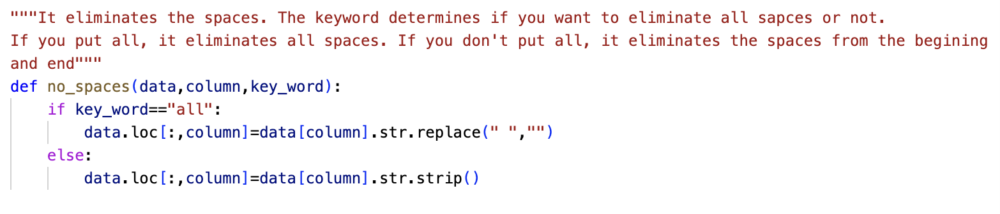 """It eliminates the spaces. The keyword determines if you want to eliminate all sapces or not.
If you put all, it eliminates all spaces. If you don't put all, it eliminates the spaces from the begining
and end"""
def no_spaces(data,column,key_word):
    if key_word=="all":
        data.loc[:,column]=data[column].str.replace(" ","")
    else:
        data.loc[:,column]=data[column].str.strip()